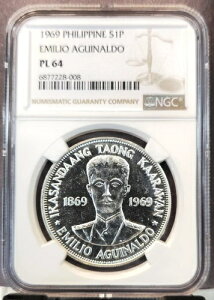 1969 PHILIPPINE S1P
EMILIO AGUINALDO
PL 64
6877228-008
NUMISMATIC GUARANTY COMPANY
NGC
IKASANDAANG TAONG KAARAWAN
1869 1969
EMILIO AGUINALDO